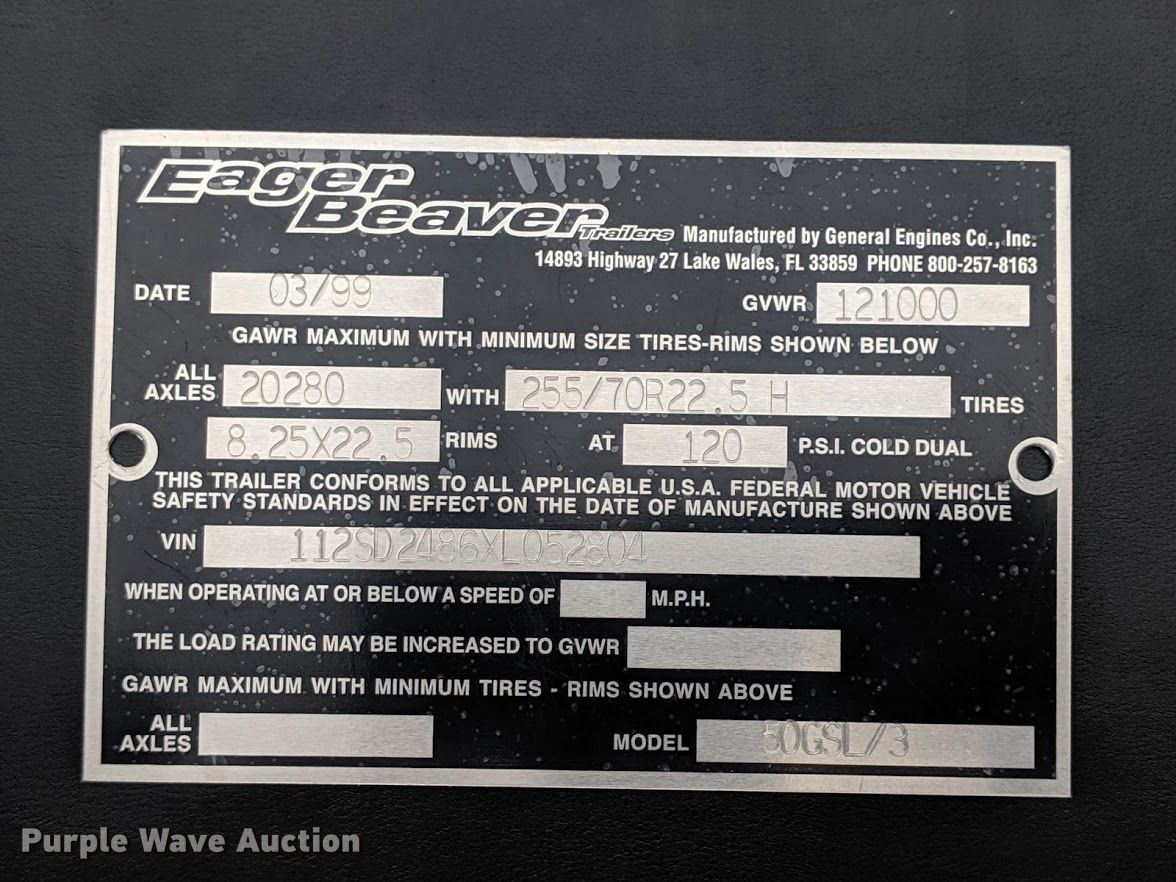 Eager
Beaver Trailers Manufactured by General Engines Co., Inc.
14893 Highway 27 Lake Wales, FL 33859 PHONE 800-257-8163
DATE 03/99 GVWR 121000
GAWR MAXIMUM WITH MINIMUM SIZE TIRES-RIMS SHOWN BELOW
ALL AXLES 20280 WITH 255/70R22.5 H TIRES
8.25X22.5 RIMS AT 120 P.S.I. COLD DUAL
THIS TRAILER CONFORMS TO ALL APPLICABLE U.S.A. FEDERAL MOTOR VEHICLE
SAFETY STANDARDS IN EFFECT ON THE DATE OF MANUFACTURE SHOWN ABOVE
VIN 112SD2486XL052804
WHEN OPERATING AT OR BELOW A SPEED OF M.P.H.
THE LOAD RATING MAY BE INCREASED TO GVWR
GAWR MAXIMUM WITH MINIMUM TIRES - RIMS SHOWN ABOVE
ALL AXLES MODEL 50GSL/3
Purple Wave Auction